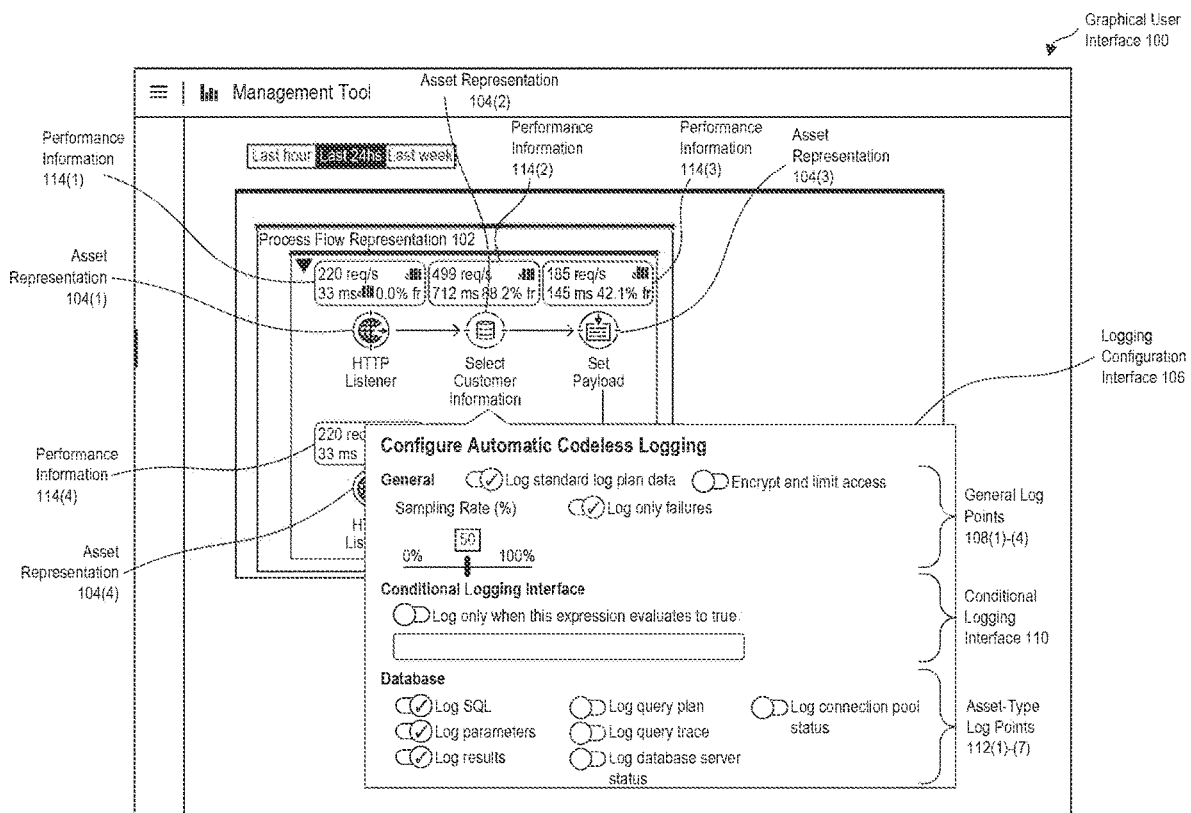 Graphical User
Interface 100
Management Tool
Asset Representation
104(2)
Performance
Information
114(1)
Performance
Information
114(2)
Performance
Information
114(3)
Asset
Representation
104(3)
Last hour Last 24hs Last week
Process Flow Representation 102
220 req/s
33 ms 0.0% fr
499 req/s
712 ms 88.2% fr
185 req/s
145 ms 42.1% fr
Asset
Representation
104(1)
HTTP
Listener
Select
Customer
Information
Set
Payload
Logging
Configuration
Interface 106
220 req
33 ms
Performance
Information
114(4)
HT
Lis
Asset
Representation
104(4)
Configure Automatic Codeless Logging
General Log standard log plan data Encrypt and limit access
Sampling Rate (%) Log only failures
50
0% 100%
General Log
Points
108(1)-(4)
Conditional Logging Interface
Log only when this expression evaluates to true:
Conditional
Logging
Interface 110
Database
Log SQL Log query plan Log connection pool
status
Log parameters Log query trace
Log results Log database server
status
Asset-Type
Log Points
112(1)-(7)